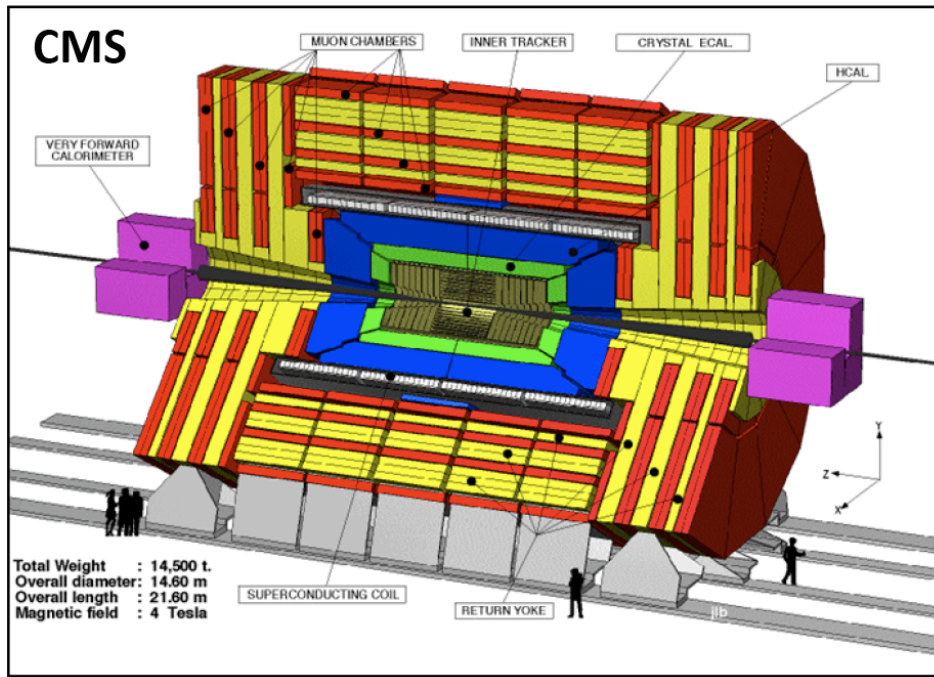 CMS
MUON CHAMBERS
INNER TRACKER
CRYSTAL ECAL.
HCAL.
VERY FORWARD
CALORIMETER
Y
Z
X
Total Weight : 14,500 t.
Overall diameter : 14.60 m
Overall length : 21.60 m
Magnetic field : 4 Tesla
SUPERCONDUCTING COIL
RETURN YOKE
jlb